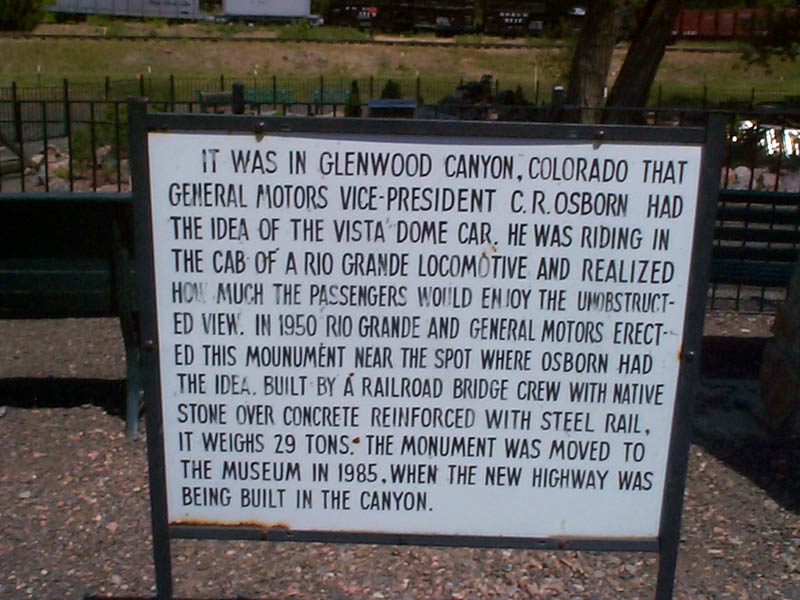 IT WAS IN GLENWOOD CANYON, COLORADO THAT
GENERAL MOTORS VICE-PRESIDENT C.R. OSBORN HAD
THE IDEA OF THE VISTA DOME CAR. HE WAS RIDING IN
THE CAB OF A RIO GRANDE LOCOMOTIVE AND REALIZED
HOW MUCH THE PASSENGERS WOULD ENJOY THE UNOBSTRUCT-
ED VIEW. IN 1950 RIO GRANDE AND GENERAL MOTORS ERECT-
ED THIS MOUNUMENT NEAR THE SPOT WHERE OSBORN HAD
THE IDEA. BUILT BY A RAILROAD BRIDGE CREW WITH NATIVE
STONE OVER CONCRETE REINFORCED WITH STEEL RAIL,
IT WEIGHS 29 TONS. THE MONUMENT WAS MOVED TO
THE MUSEUM IN 1985, WHEN THE NEW HIGHWAY WAS
BEING BUILT IN THE CANYON.